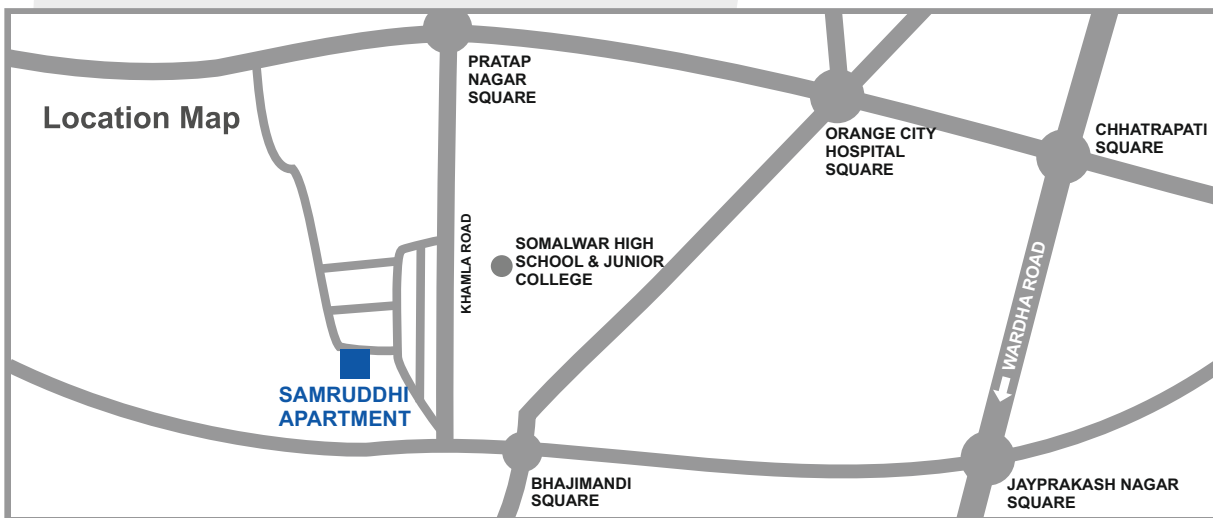 Location Map
PRATAP
NAGAR
SQUARE
ORANGE CITY
HOSPITAL
SQUARE
CHHATRAPATI
SQUARE
KHAMLA ROAD
SOMALWAR HIGH
SCHOOL & JUNIOR
COLLEGE
WARDHA ROAD
SAMRUDDHI
APARTMENT
BHAJIMANDI
SQUARE
JAYPRAKASH NAGAR
SQUARE